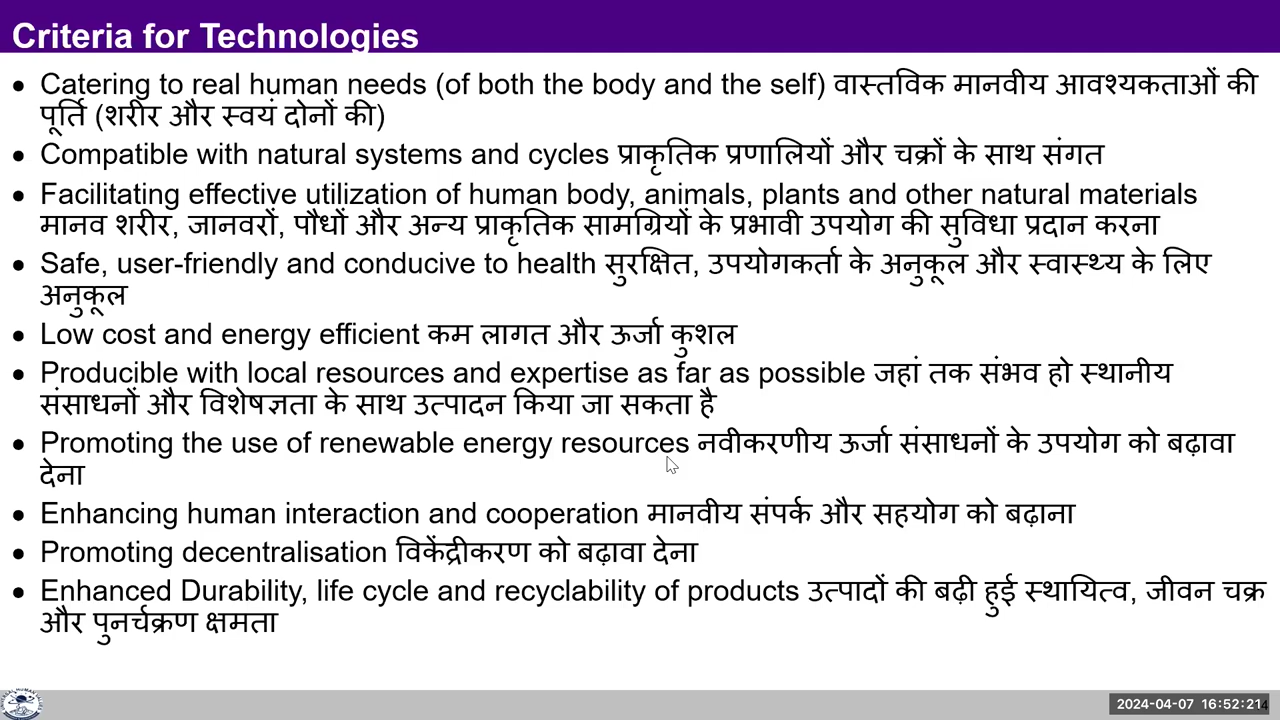 Criteria for Technologies
• Catering to real human needs (of both the body and the self) वास्तविक मानवीय आवश्यकताओं की
पूर्ति (शरीर और स्वयं दोनों की)
• Compatible with natural systems and cycles प्राकृतिक प्रणालियों और चक्रों के साथ संगत
• Facilitating effective utilization of human body, animals, plants and other natural materials
मानव शरीर, जानवरों, पौधों और अन्य प्राकृतिक सामग्रियों के प्रभावी उपयोग की सुविधा प्रदान करना
• Safe, user-friendly and conducive to health सुरक्षित, उपयोगकर्ता के अनुकूल और स्वास्थ्य के लिए
अनुकूल
• Low cost and energy efficient कम लागत और ऊर्जा कुशल
• Producible with local resources and expertise as far as possible जहां तक संभव हो स्थानीय
संसाधनों और विशेषज्ञता के साथ उत्पादन किया जा सकता है
• Promoting the use of renewable energy resources नवीकरणीय ऊर्जा संसाधनों के उपयोग को बढ़ावा
देना
• Enhancing human interaction and cooperation मानवीय संपर्क और सहयोग को बढ़ाना
• Promoting decentralisation विकेंद्रीकरण को बढ़ावा देना
• Enhanced Durability, life cycle and recyclability of products उत्पादों की बढ़ी हुई स्थायित्व, जीवन चक्र
और पुनर्चक्रण क्षमता
2024-04-07 16:52:21